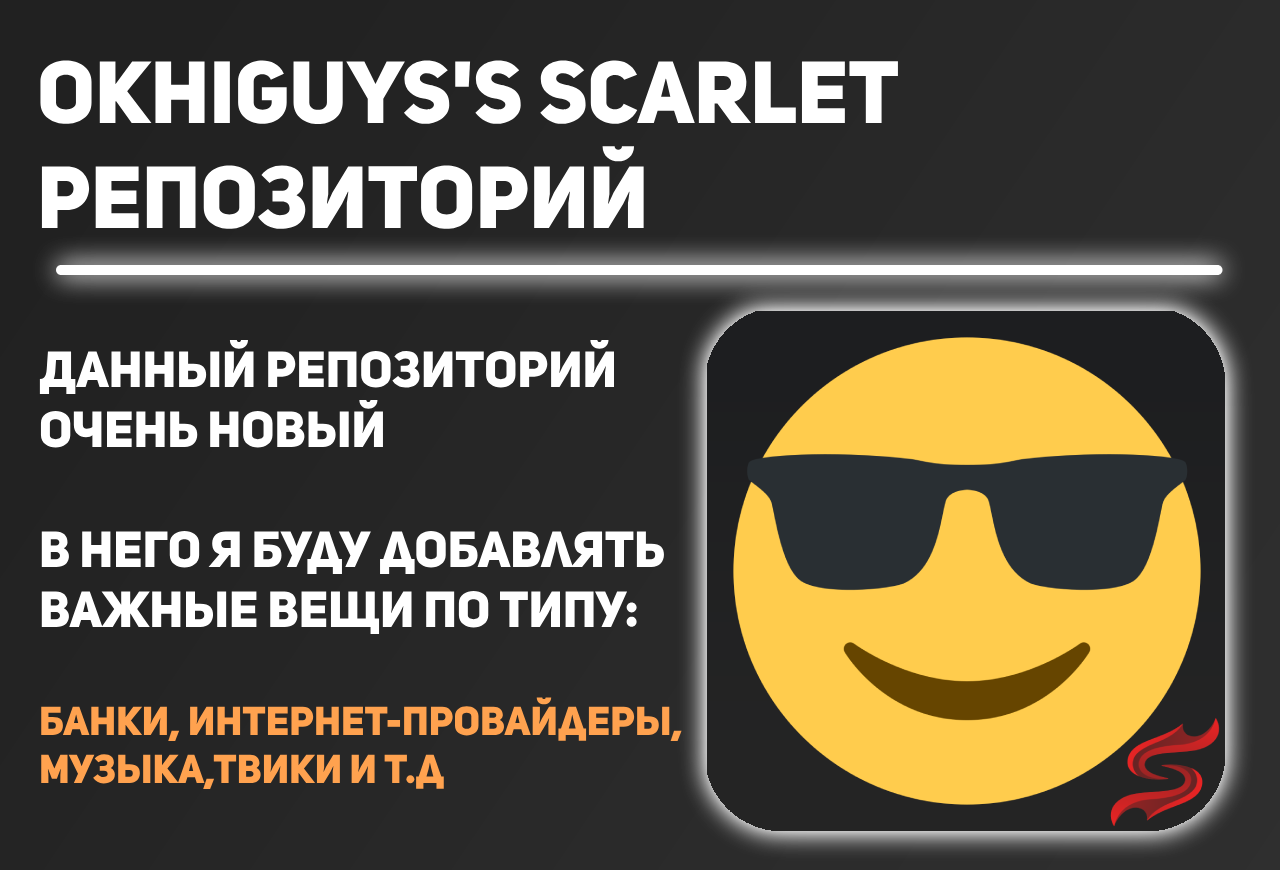 OKHIGUYS'S SCARLET
РЕПОЗИТОРИЙ
ДАННЫЙ РЕПОЗИТОРИЙ
ОЧЕНЬ НОВЫЙ
В НЕГО Я БУДУ ДОБАВЛЯТЬ
ВАЖНЫЕ ВЕЩИ ПО ТИПУ:
БАНКИ, ИНТЕРНЕТ-ПРОВАЙДЕРЫ,
МУЗЫКА,ТВИКИ И Т.Д